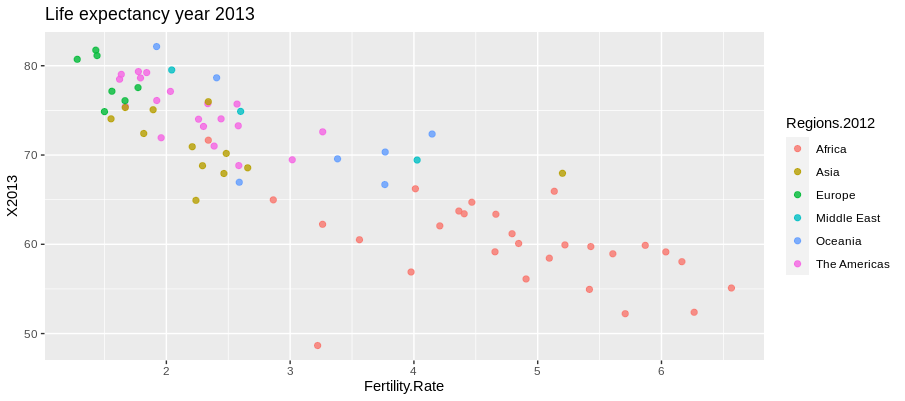 Life expectancy year 2013
80
70
60
50
X2013
2 3 4 5 6
Fertility.Rate
Regions.2012
Africa
Asia
Europe
Middle East
Oceania
The Americas